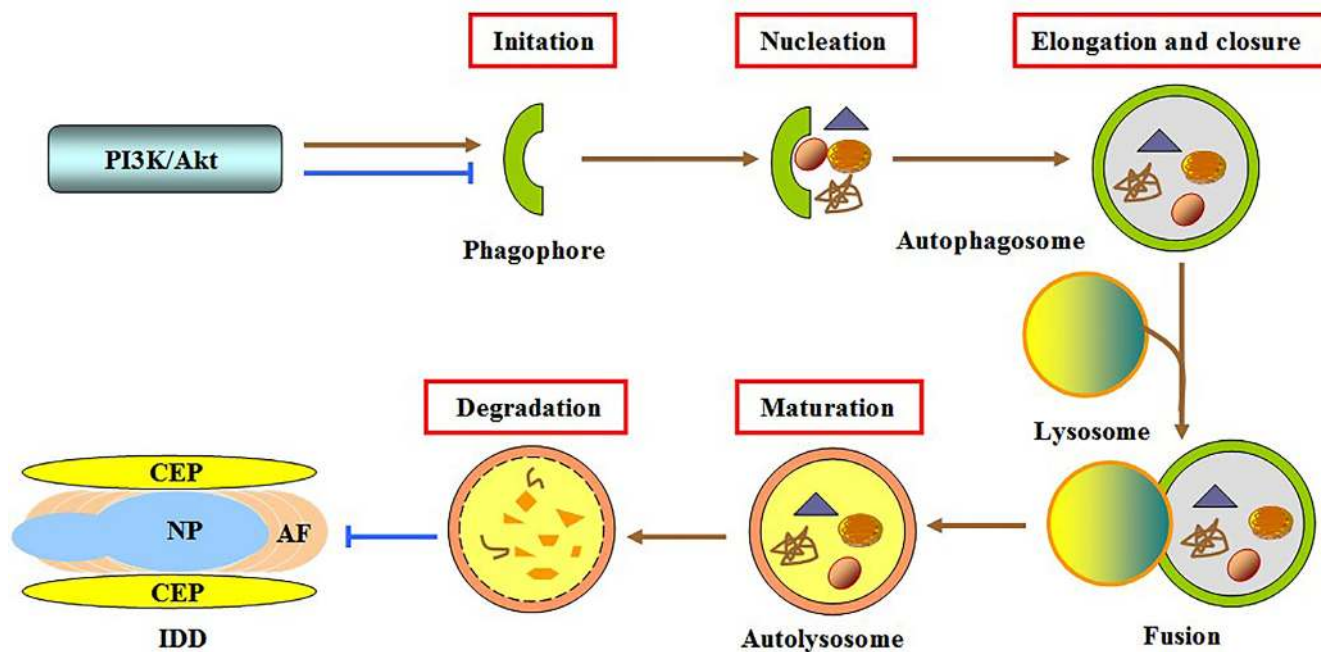 Initation
Nucleation
Elongation and closure
PI3K/Akt
Phagophore
Autophagosome
Lysosome
Degradation
Maturation
CEP
NP
AF
CEP
IDD
Autolysosome
Fusion